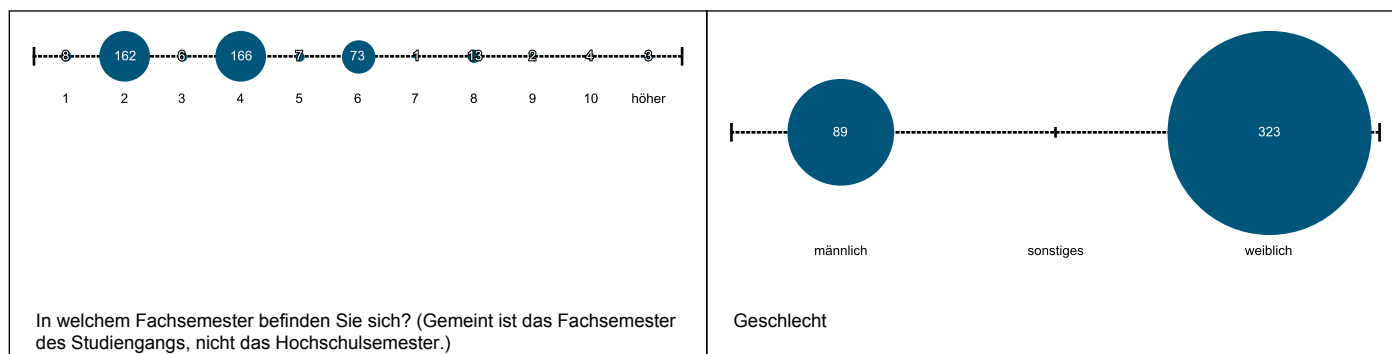 8 162 6 166 7 73 1 13 2 4 3
1 2 3 4 5 6 7 8 9 10 höher
In welchem Fachsemester befinden Sie sich? (Gemeint ist das Fachsemester
des Studiengangs, nicht das Hochschulsemester.)
89 323
männlich sonstiges weiblich
Geschlecht